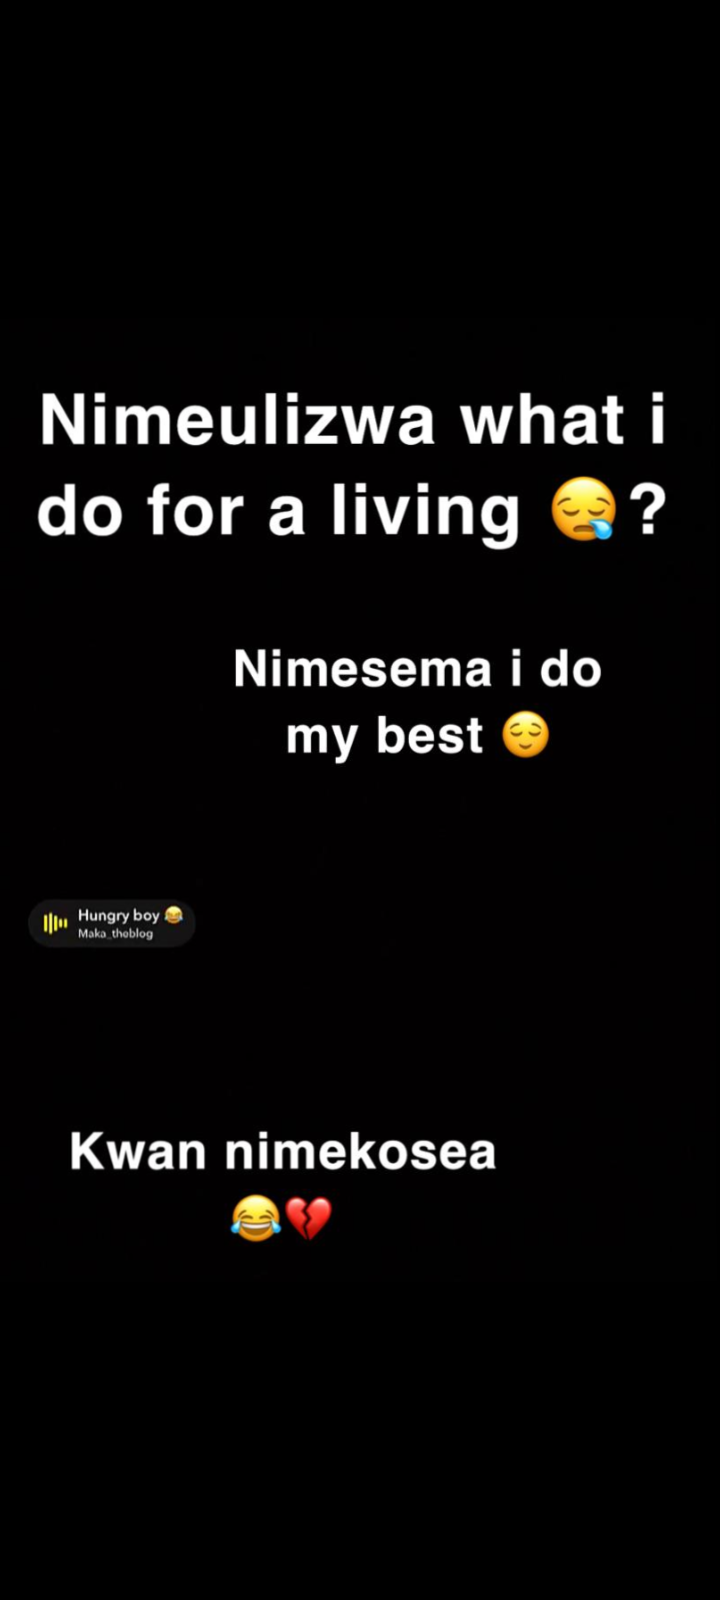 Nimeulizwa what i
do for a living 😪?
Nimesema i do
my best 😌
Hungry boy 😂
Maka_theblog
Kwan nimekosea
😂💔